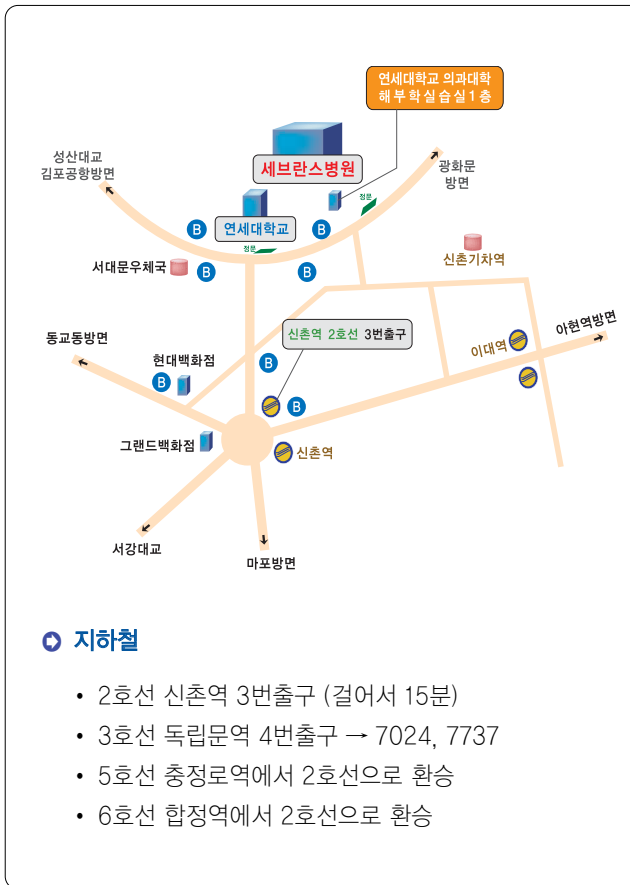 연세대학교 의과대학
해부학실습실1층
성산대교
김포공항방면
세브란스병원
광화문
방면
정문
B
연세대학교
B
정문
신촌기차역
서대문우체국
B
B
아현역방면
신촌역 2호선 3번출구
동교동방면
이대역
현대백화점
B
B
B
그랜드백화점
신촌역
서강대교
마포방면
지하철
• 2호선 신촌역 3번출구 (걸어서 15분)
• 3호선 독립문역 4번출구 → 7024, 7737
• 5호선 충정로역에서 2호선으로 환승
• 6호선 합정역에서 2호선으로 환승